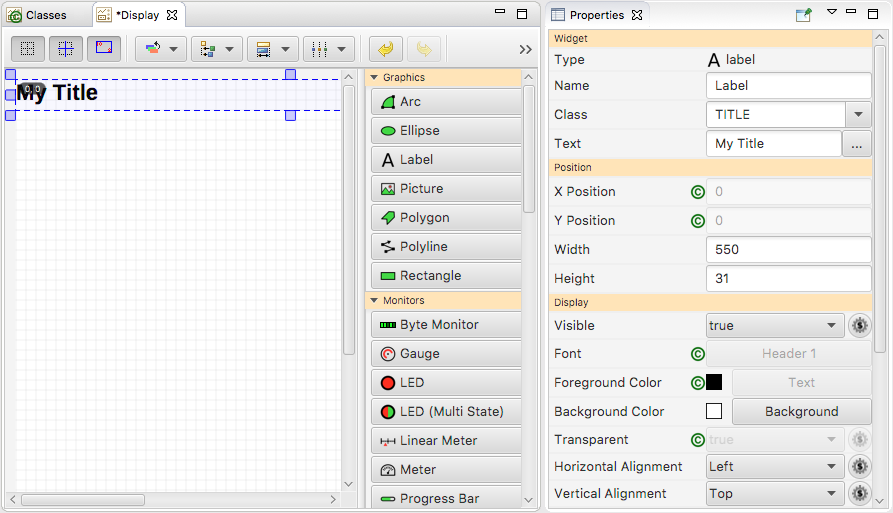 Classes
*Display
0, 0
My Title
Graphics
Arc
Ellipse
Label
Picture
Polygon
Polyline
Rectangle
Monitors
Byte Monitor
Gauge
LED
LED (Multi State)
Linear Meter
Meter
Progress Bar
Properties
Widget
Type A label
Name Label
Class TITLE
Text My Title ...
Position
X Position C 0
Y Position C 0
Width 550
Height 31
Display
Visible true
Font C Header 1
Foreground Color C Text
Background Color Background
Transparent C true
Horizontal Alignment Left
Vertical Alignment Top